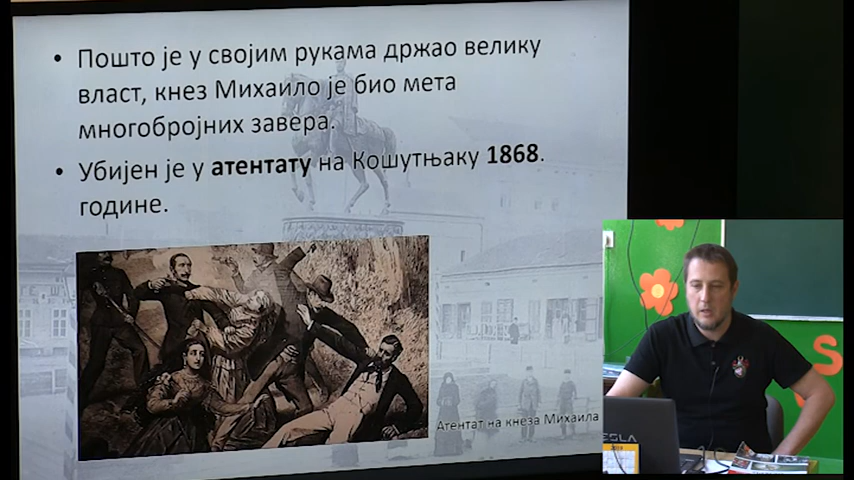 • Пошто је у својим рукама држао велику
власт, кнез Михаило је био мета
многобројних завера.
• Убијен је у атентату на Кошутњаку 1868.
године.
Атентат на кнеза Михаила
S